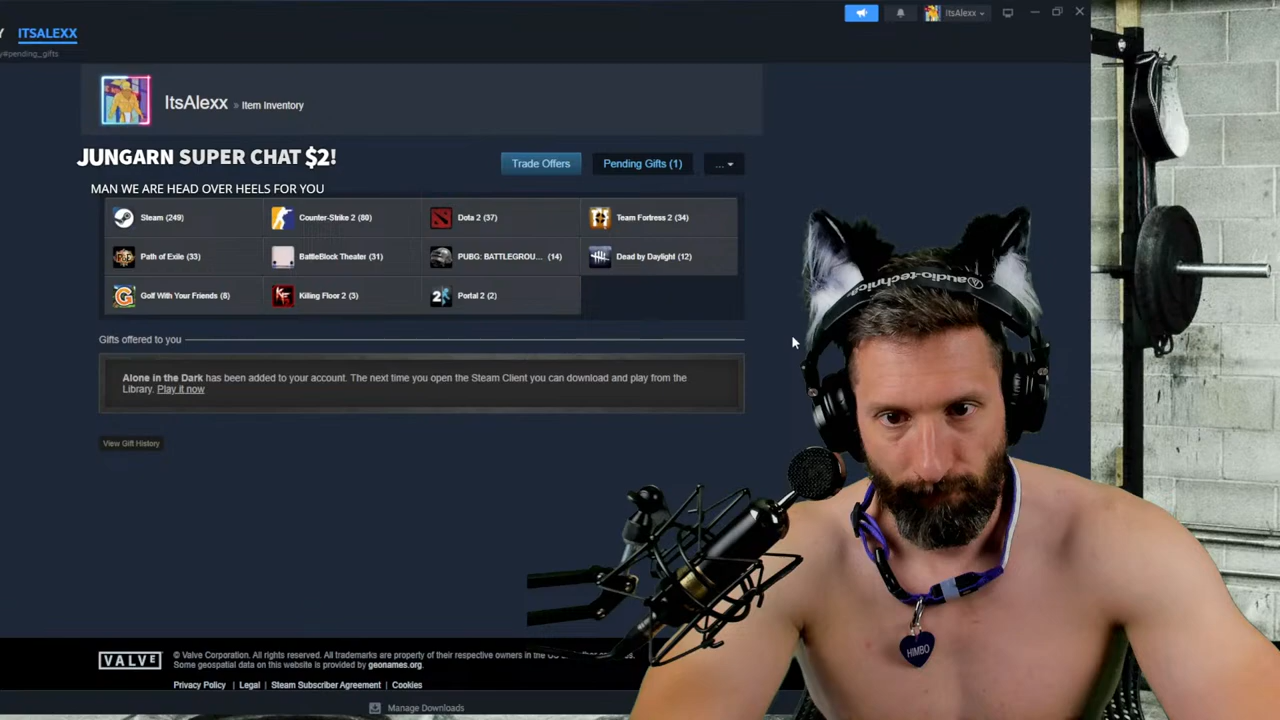 Y ITSALEXX
y#pending_gifts
ItsAlexx
ItsAlexx » Item Inventory
JUNGARN SUPER CHAT $2!
MAN WE ARE HEAD OVER HEELS FOR YOU
Trade Offers
Pending Gifts (1)
...
Steam (249)
Counter-Strike 2 (80)
Dota 2 (37)
Team Fortress 2 (34)
Path of Exile (33)
BattleBlock Theater (31)
PUBG: BATTLEGROU... (14)
Dead by Daylight (12)
Golf With Your Friends (8)
Killing Floor 2 (3)
Portal 2 (2)
Gifts offered to you
Alone in the Dark has been added to your account. The next time you open the Steam Client you can download and play from the
Library. Play it now
View Gift History
audio-technica
HIMBO
VALVE
© Valve Corporation. All rights reserved. All trademarks are property of their respective owners in the
Some geospatial data on this website is provided by geonames.org.
Privacy Policy | Legal | Steam Subscriber Agreement | Cookies
Manage Downloads